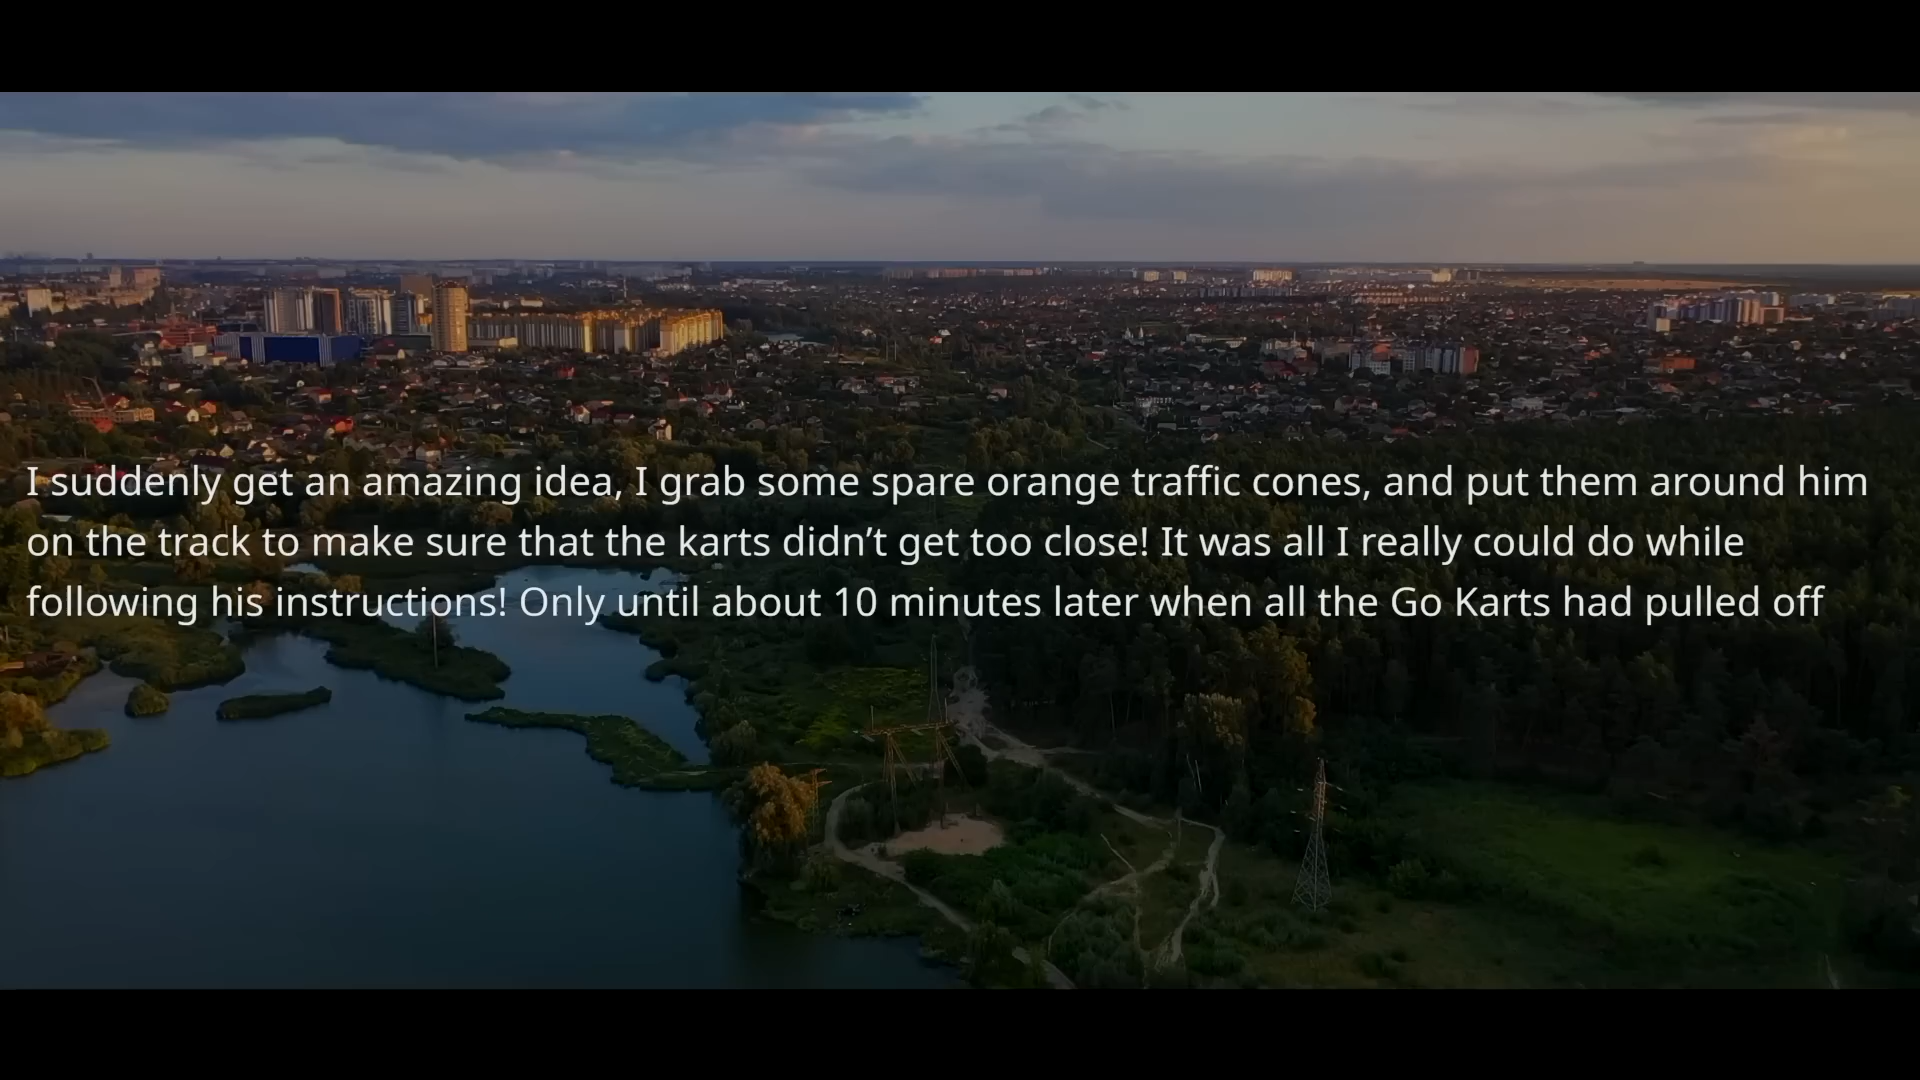 I suddenly get an amazing idea, I grab some spare orange traffic cones, and put them around him
on the track to make sure that the karts didn’t get too close! It was all I really could do while
following his instructions! Only until about 10 minutes later when all the Go Karts had pulled off